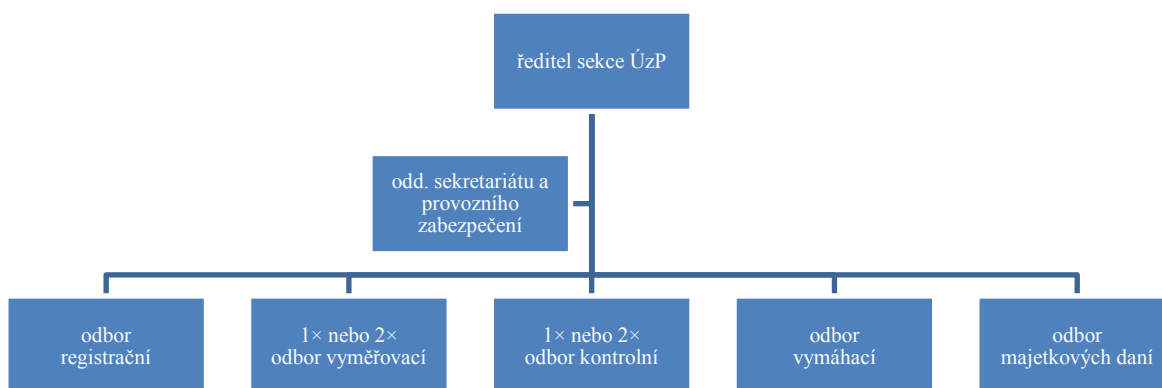 ředitel sekce ÚzP
odd. sekretariátu a
provozního
zabezpečení
odbor
registrační
1× nebo 2×
odbor vyměřovací
1× nebo 2×
odbor kontrolní
odbor
vymáhací
odbor
majetkových daní